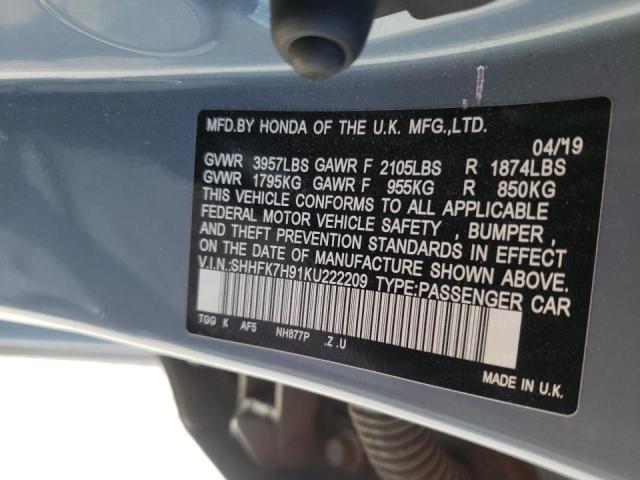 MFD.BY HONDA OF THE U.K. MFG.,LTD.
04/'19
GVWR 3957LBS GAWR F 2105LBS R 1874LBS
GVWR 1795KG GAWR F 955KG R 850KG
THIS VEHICLE CONFORMS TO ALL APPLICABLE
FEDERAL MOTOR VEHICLE SAFETY , BUMPER ,
AND THEFT PREVENTION STANDARDS IN EFFECT
ON THE DATE OF MANUFACTURE SHOWN ABOVE.
V.I.N.:SHHFK7H91KU222209 TYPE:PASSENGER CAR
TGG K AF5 NH877P .Z .U
MADE IN U.K.